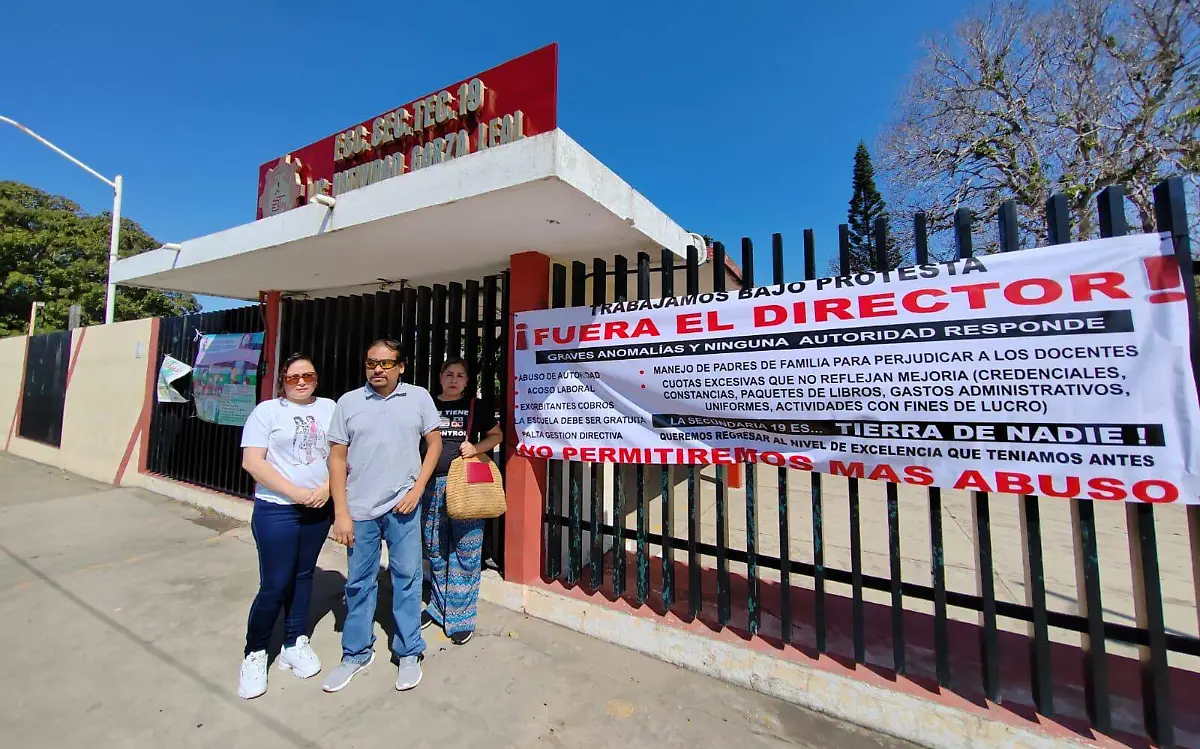 ESC.SEC.TEC.19
TRINIDAD GARZA LEAL
TRABAJAMOS BAJO PROTESTA
¡FUERA EL DIRECTOR!
GRAVES ANOMALÍAS Y NINGUNA AUTORIDAD RESPONDE
•ABUSO DE AUTORIDAD
ACOSO LABORAL
•EXORBITANTES COBROS
LA ESCUELA DEBE SER GRATUITA
FALTA GESTION DIRECTIVA
• MANEJO DE PADRES DE FAMILIA PARA PERJUDICAR A LOS DOCENTES
• CUOTAS EXCESIVAS QUE NO REFLEJAN MEJORIA (CREDENCIALES,
CONSTANCIAS, PAQUETES DE LIBROS, GASTOS ADMINISTRATIVOS,
UNIFORMES, ACTIVIDADES CON FINES DE LUCRO)
LA SECUNDARIA 19 ES... TIERRA DE NADIE !
QUEREMOS REGRESAR AL NIVEL DE EXCELENCIA QUE TENIAMOS ANTES
NO PERMITIREMOS MAS ABUSO